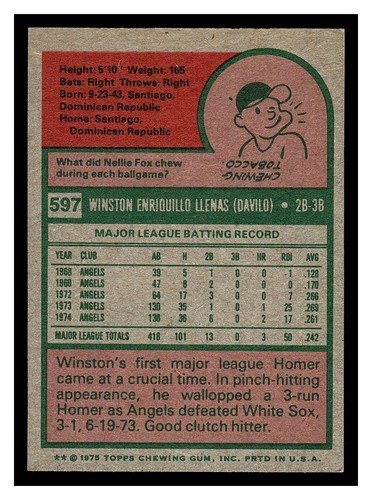 Height: 5'10 Weight: 165
Bats: Right Throws: Right
Born: 9-23-43, Santiago,
Dominican Republic
Home: Santiago,
Dominican Republic
What did Nellie Fox chew
during each ballgame?
CHEWING-
TOBACCO.
597 WINSTON ENRIQUILLO LLENAS (DAVILO) • 2B-3B
MAJOR LEAGUE BATTING RECORD
YEAR CLUB AB H 2B 3B HR RBI AVG.
1968 ANGELS 39 5 1 0 0 1 .128
1969 ANGELS 47 8 2 0 0 0 .170
1972 ANGELS 64 17 3 0 0 7 .266
1973 ANGELS 130 35 1 0 1 25 .269
1974 ANGELS 138 36 6 0 2 17 .261
MAJOR LEAGUE TOTALS 418 101 13 0 3 50 .242
Winston's first major league Homer
came at a crucial time. In pinch-hitting
appearance, he walloped a 3-run
Homer as Angels defeated White Sox,
3-1, 6-19-73. Good clutch hitter.
** © 1975 TOPPS CHEWING GUM, INC. PRTD IN U.S.A.